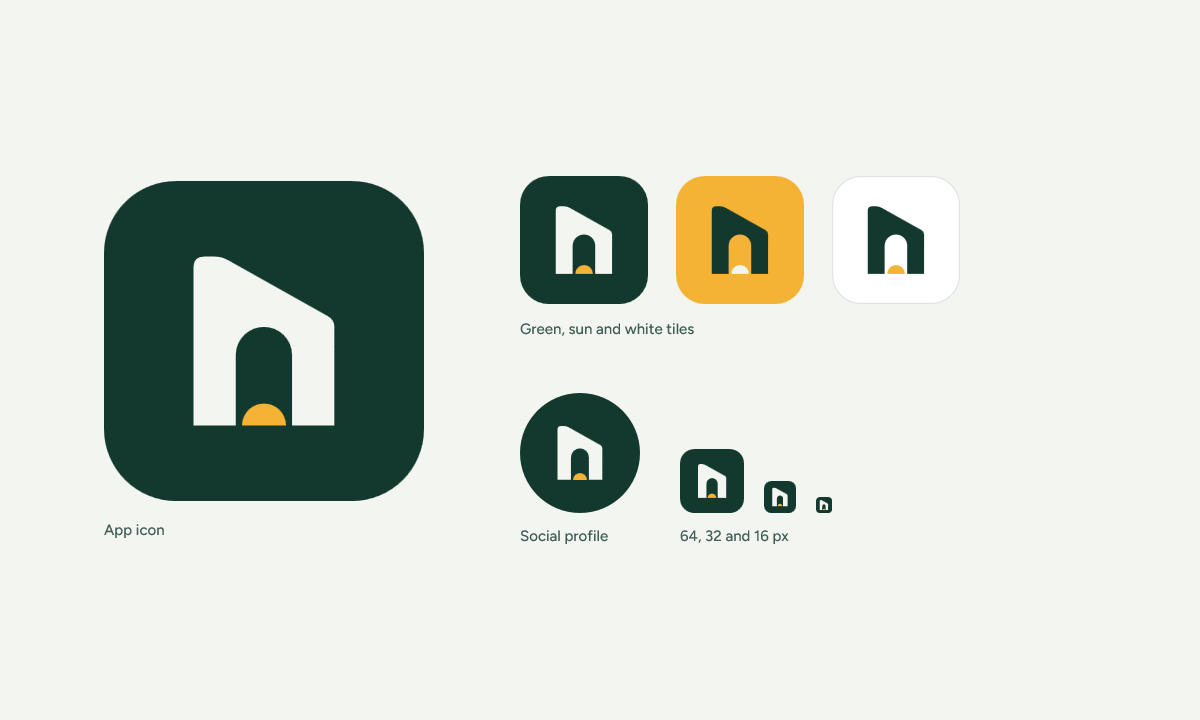 Green, sun and white tiles
App icon
Social profile
64, 32 and 16 px